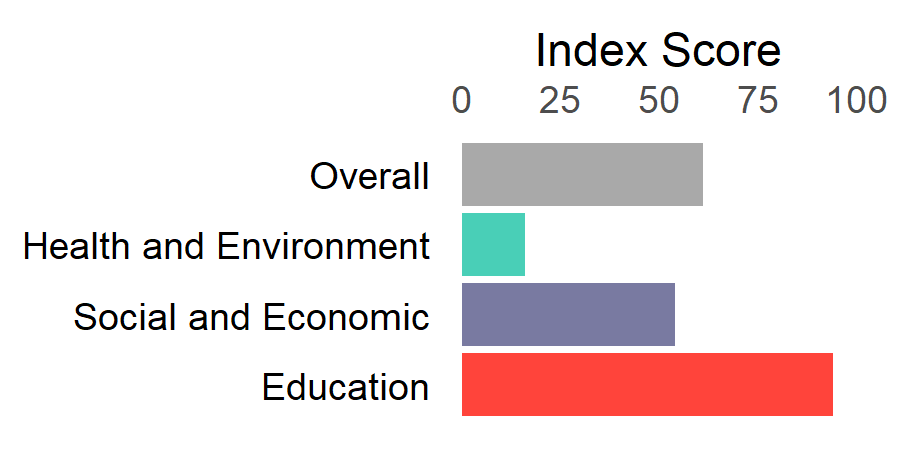 Index Score
0 25 50 75 100
Overall
Health and Environment
Social and Economic
Education